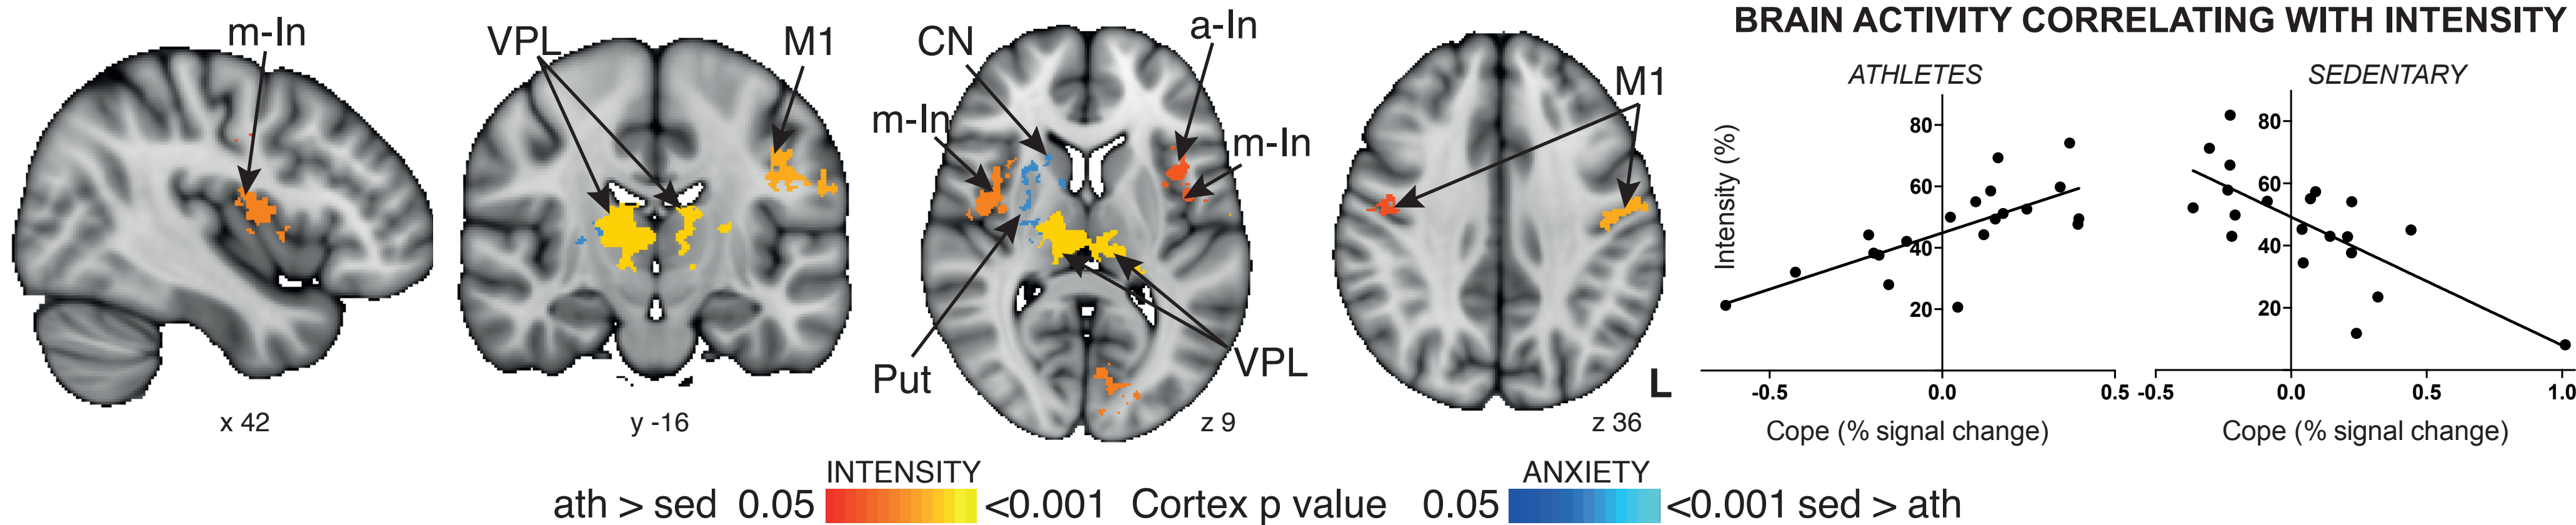 BRAIN ACTIVITY CORRELATING WITH INTENSITY
m-In
VPL
M1
CN
a-In
m-In
m-In
M1
Put
VPL
L
x 42
y -16
z 9
z 36
ATHLETES
Intensity (%)
80
60
40
20
-0.5
0.0
0.5
Cope (% signal change)
SEDENTARY
80
60
40
20
-0.5
0.0
0.5
1.0
Cope (% signal change)
INTENSITY
ANXIETY
ath > sed 0.05 <0.001 Cortex p value 0.05 <0.001 sed > ath